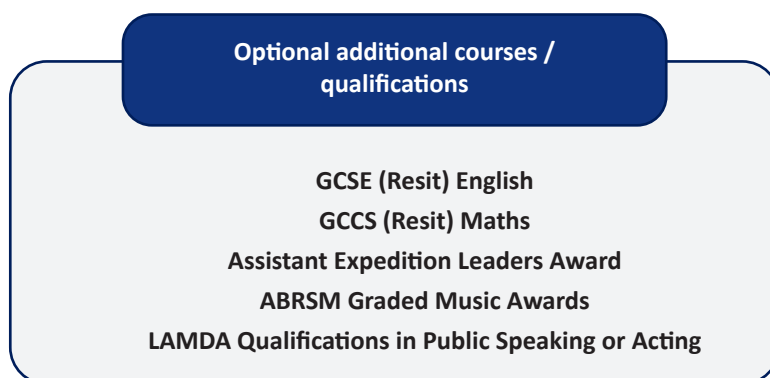 Optional additional courses /
qualifications
GCSE (Resit) English
GCCS (Resit) Maths
Assistant Expedition Leaders Award
ABRSM Graded Music Awards
LAMDA Qualifications in Public Speaking or Acting